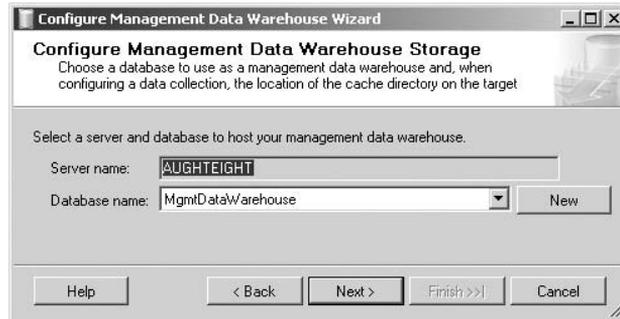 Configure Management Data Warehouse Wizard
Configure Management Data Warehouse Storage
Choose a database to use as a management data warehouse and, when
configuring a data collection, the location of the cache directory on the target
Select a server and database to host your management data warehouse.
Server name: AUGHTEIGHT
Database name: MgmtDataWarehouse New
Help < Back Next > Finish >>| Cancel